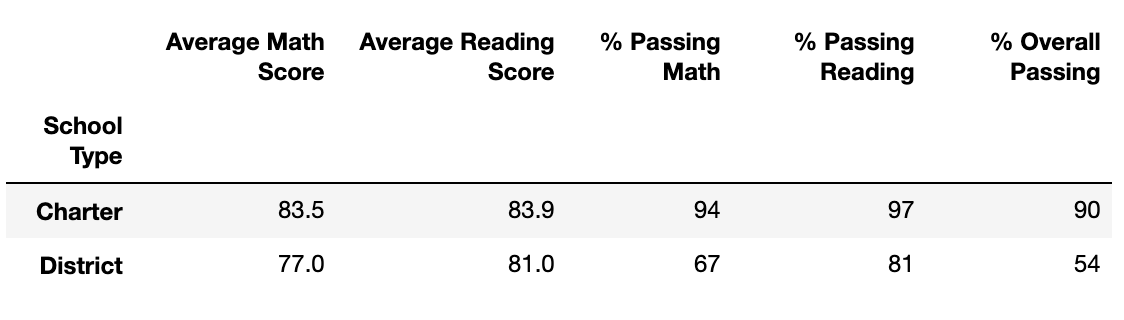 Average Math Average Reading % Passing % Passing % Overall
Score Score Math Reading Passing
School
Type
Charter 83.5 83.9 94 97 90
District 77.0 81.0 67 81 54